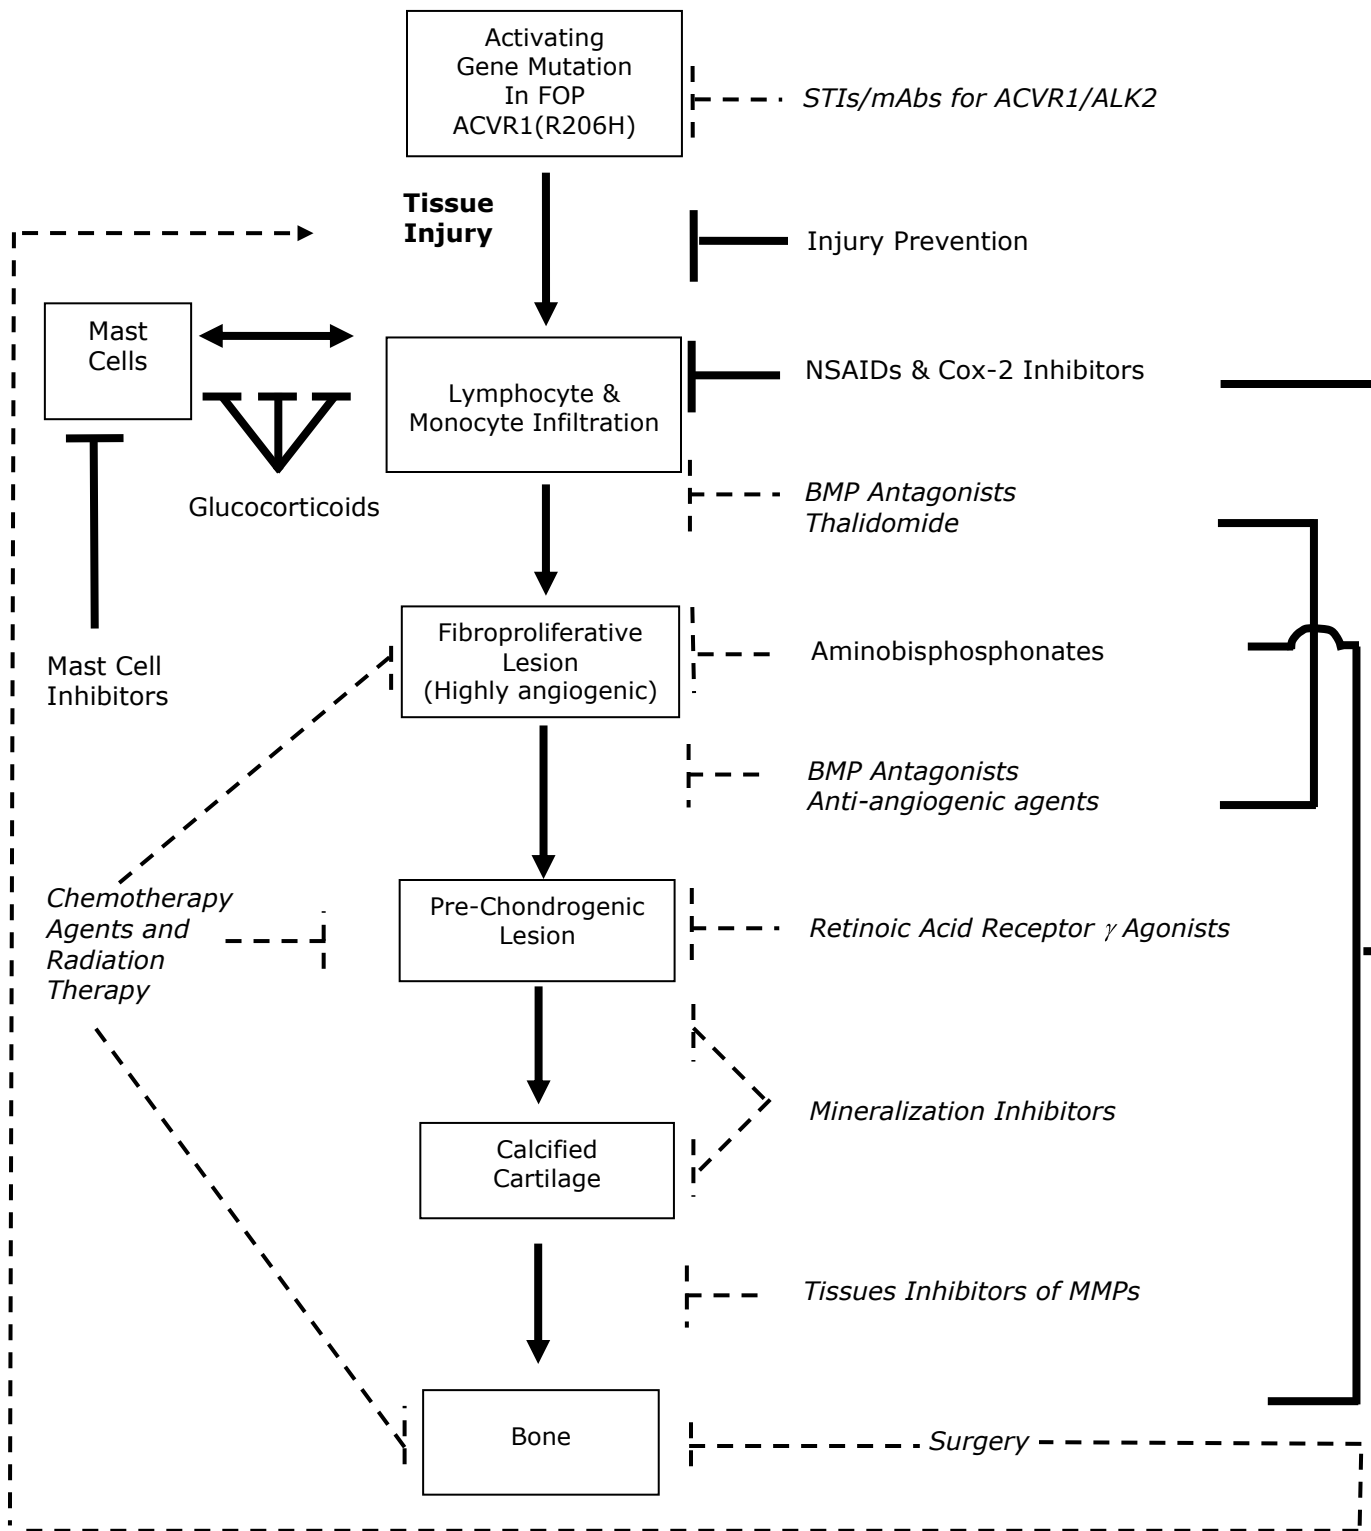 Activating
Gene Mutation
In FOP
ACVR1(R206H)
STIs/mAbs for ACVR1/ALK2
Tissue
Injury
Injury Prevention
Mast
Cells
NSAIDs & Cox-2 Inhibitors
Lymphocyte &
Monocyte Infiltration
Glucocorticoids
BMP Antagonists
Thalidomide
Fibroproliferative
Lesion
(Highly angiogenic)
Aminobisphosphonates
Mast Cell
Inhibitors
BMP Antagonists
Anti-angiogenic agents
Chemotherapy
Agents and
Radiation
Therapy
Pre-Chondrogenic
Lesion
Retinoic Acid Receptor γ Agonists
Mineralization Inhibitors
Calcified
Cartilage
Tissues Inhibitors of MMPs
Bone
Surgery